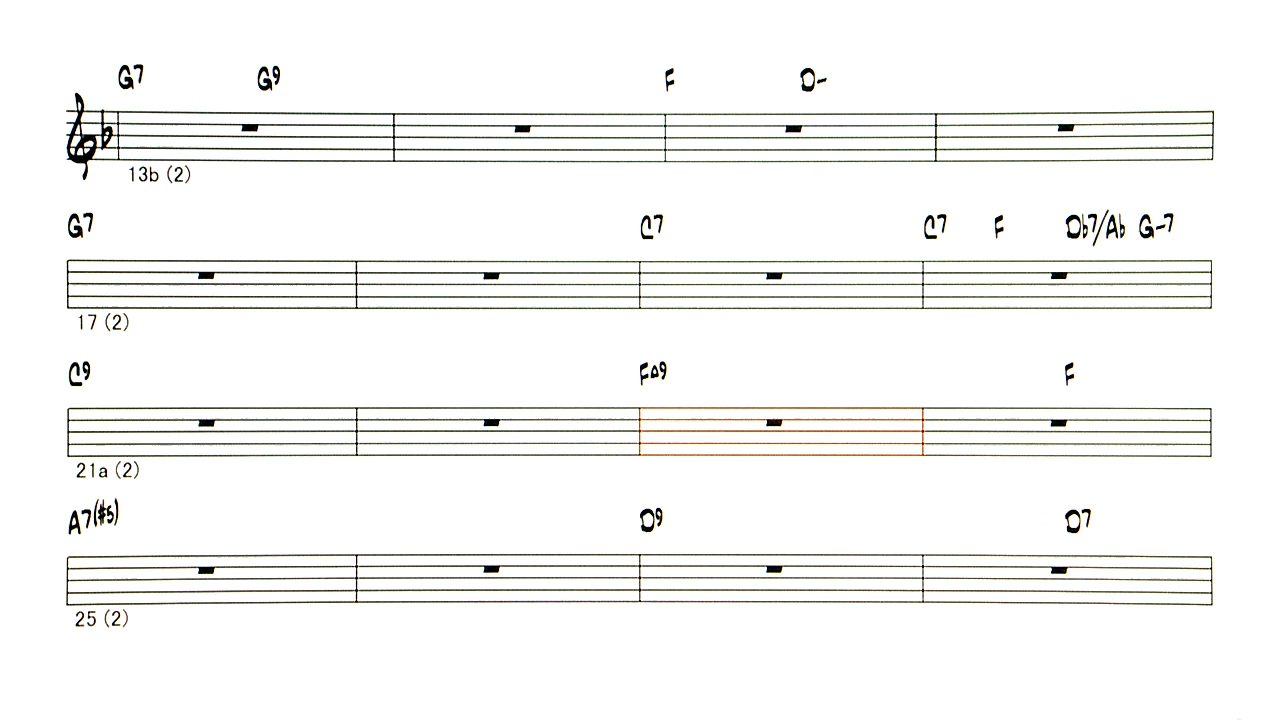 G7 G9 F D-
13b (2)
G7 C7 C7 F Db7/Ab G-7
17 (2)
C9 F△9 F
21a (2)
A7(#5) D9 D7
25 (2)